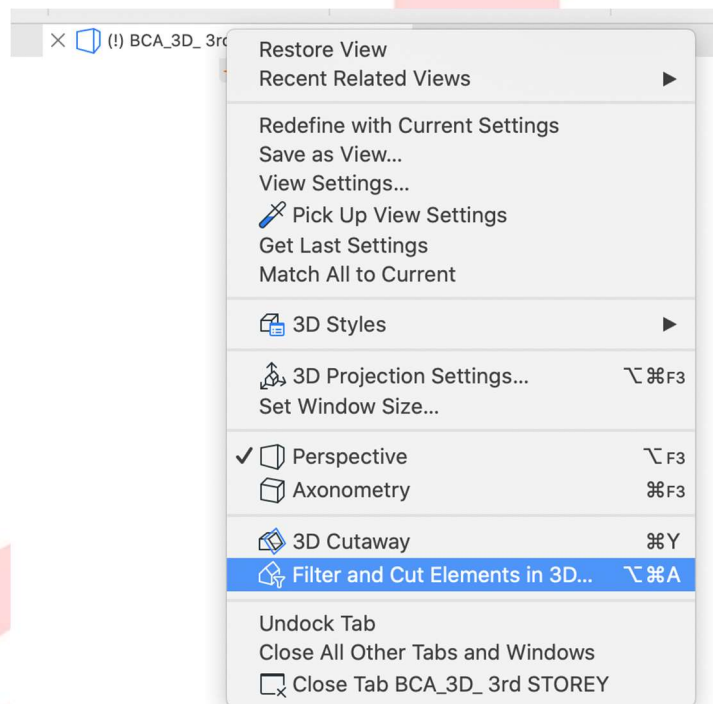 (!) BCA_3D_ 3rd
Restore View
Recent Related Views
Redefine with Current Settings
Save as View...
View Settings...
Pick Up View Settings
Get Last Settings
Match All to Current
3D Styles
3D Projection Settings... ⌥⌘F3
Set Window Size...
Perspective ⌥F3
Axonometry ⌘F3
3D Cutaway ⌘Y
Filter and Cut Elements in 3D... ⌥⌘A
Undock Tab
Close All Other Tabs and Windows
Close Tab BCA_3D_ 3rd STOREY